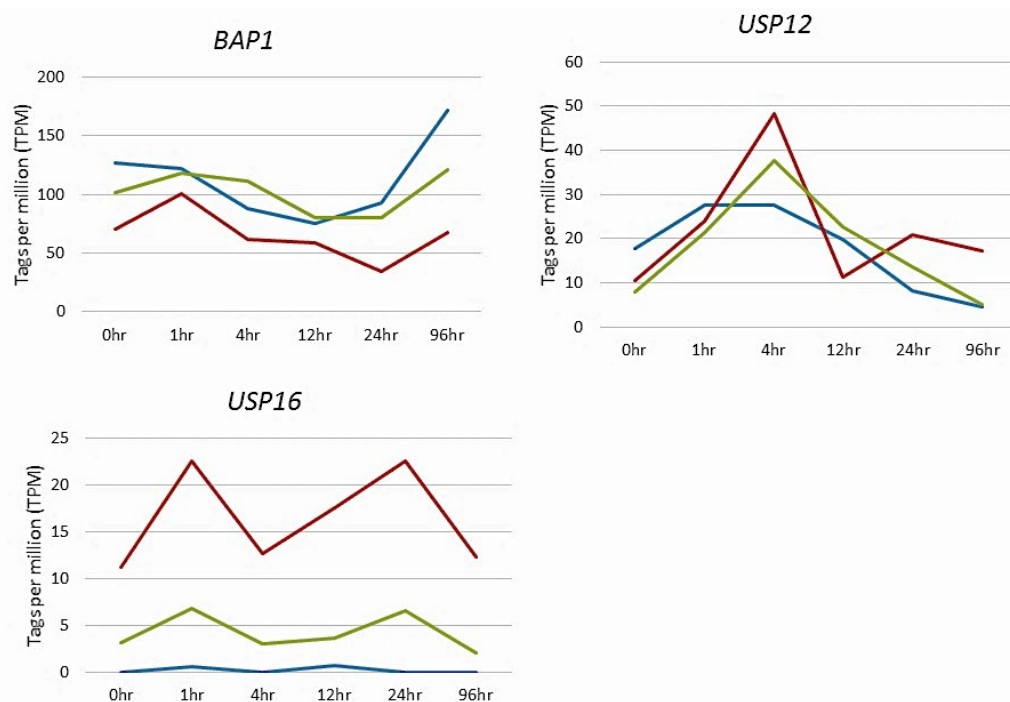 BAP1
Tags per million (TPM)
200
150
100
50
0
0hr 1hr 4hr 12hr 24hr 96hr
USP12
Tags per million (TPM)
60
50
40
30
20
10
0
0hr 1hr 4hr 12hr 24hr 96hr
USP16
Tags per million (TPM)
25
20
15
10
5
0
0hr 1hr 4hr 12hr 24hr 96hr